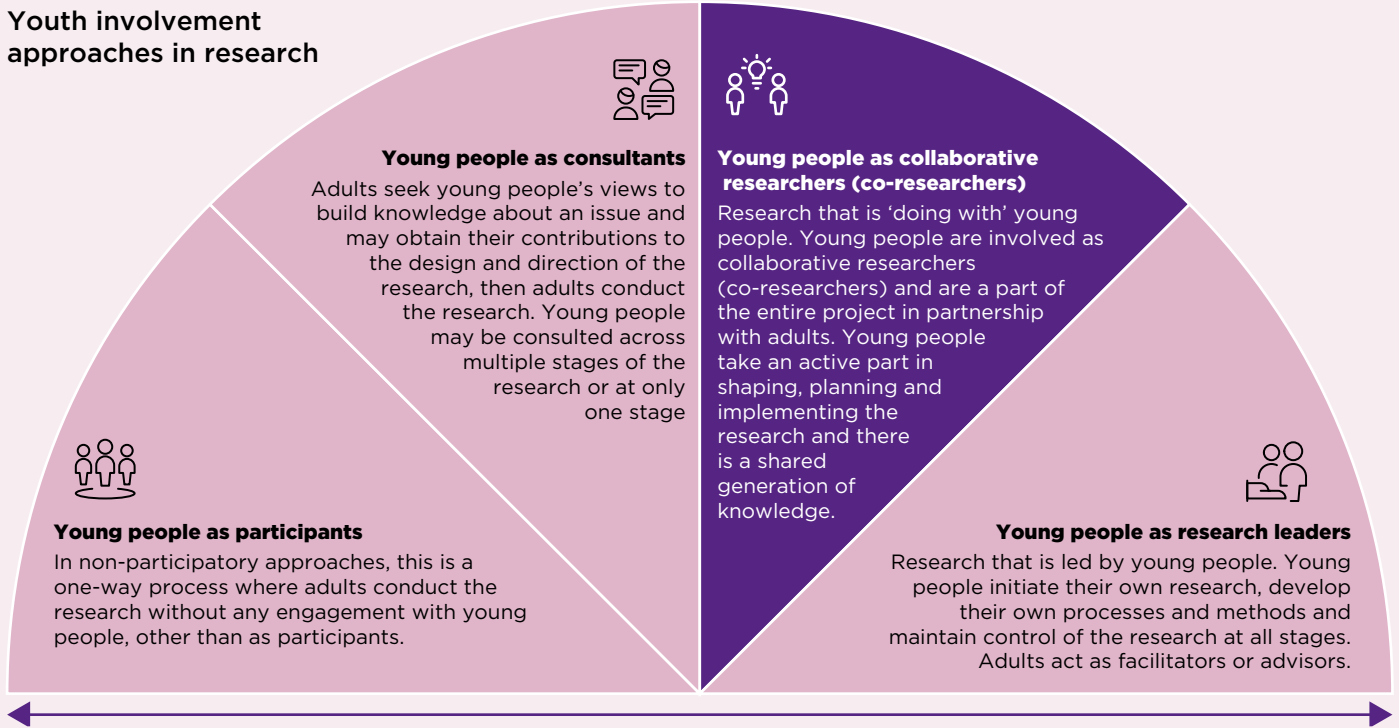 Youth involvement
approaches in research
Young people as consultants
Adults seek young people’s views to
build knowledge about an issue and
may obtain their contributions to
the design and direction of the
research, then adults conduct
the research. Young people
may be consulted across
multiple stages of the
research or at only
one stage
Young people as collaborative
researchers (co-researchers)
Research that is ‘doing with’ young
people. Young people are involved as
collaborative researchers
(co-researchers) and are a part of
the entire project in partnership
with adults. Young people
take an active part in
shaping, planning and
implementing the
research and there
is a shared
generation of
knowledge.
Young people as participants
In non-participatory approaches, this is a
one-way process where adults conduct the
research without any engagement with young
people, other than as participants.
Young people as research leaders
Research that is led by young people. Young
people initiate their own research, develop
their own processes and methods and
maintain control of the research at all stages.
Adults act as facilitators or advisors.